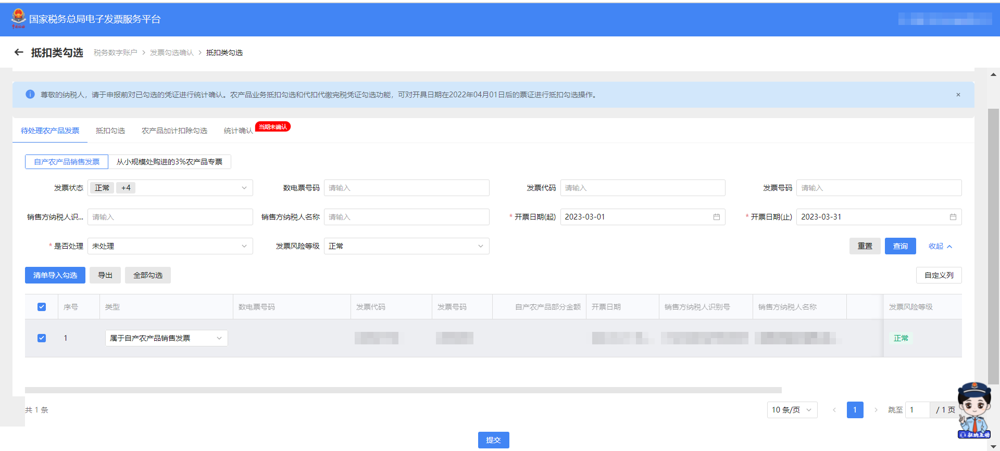 国家税务总局电子发票服务平台
抵扣类勾选 税务数字账户 > 发票勾选确认 > 抵扣类勾选
尊敬的纳税人，请于申报前对已勾选的凭证进行统计确认。农产品业务抵扣勾选和代扣代缴完税凭证勾选功能，可对开具日期在2022年04月01日后的票证进行抵扣勾选操作。 ×
待处理农产品发票 抵扣勾选 农产品加计扣除勾选 统计确认 当期未确认
自产农产品销售发票 从小规模处购进的3%农产品专票
发票状态 正常 +4 数电票号码 请输入 发票代码 请输入 发票号码 请输入
销售方纳税人识... 请输入 销售方纳税人名称 请输入 * 开票日期(起) 2023-03-01 * 开票日期(止) 2023-03-31
* 是否处理 未处理 发票风险等级 正常 重置 查询 收起
清单导入勾选 导出 全部勾选 自定义列
序号 类型 数电票号码 发票代码 发票号码 自产农产品部分金额 开票日期 销售方纳税人识别号 销售方纳税人名称 发票风险等级
1 属于自产农产品销售发票 正常
共 1 条 10 条/页 < 1 > 跳至 1 / 1 页
征纳互动
提交